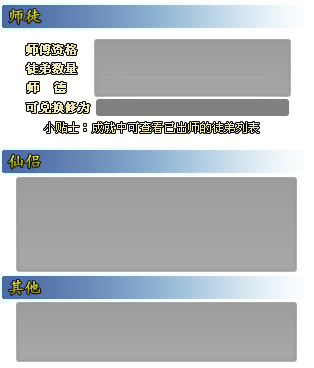 师徒
师傅资格
徒弟数量
师 德
可兑换修为
小贴士：成就中可查看已出师的徒弟列表
仙侣
其他